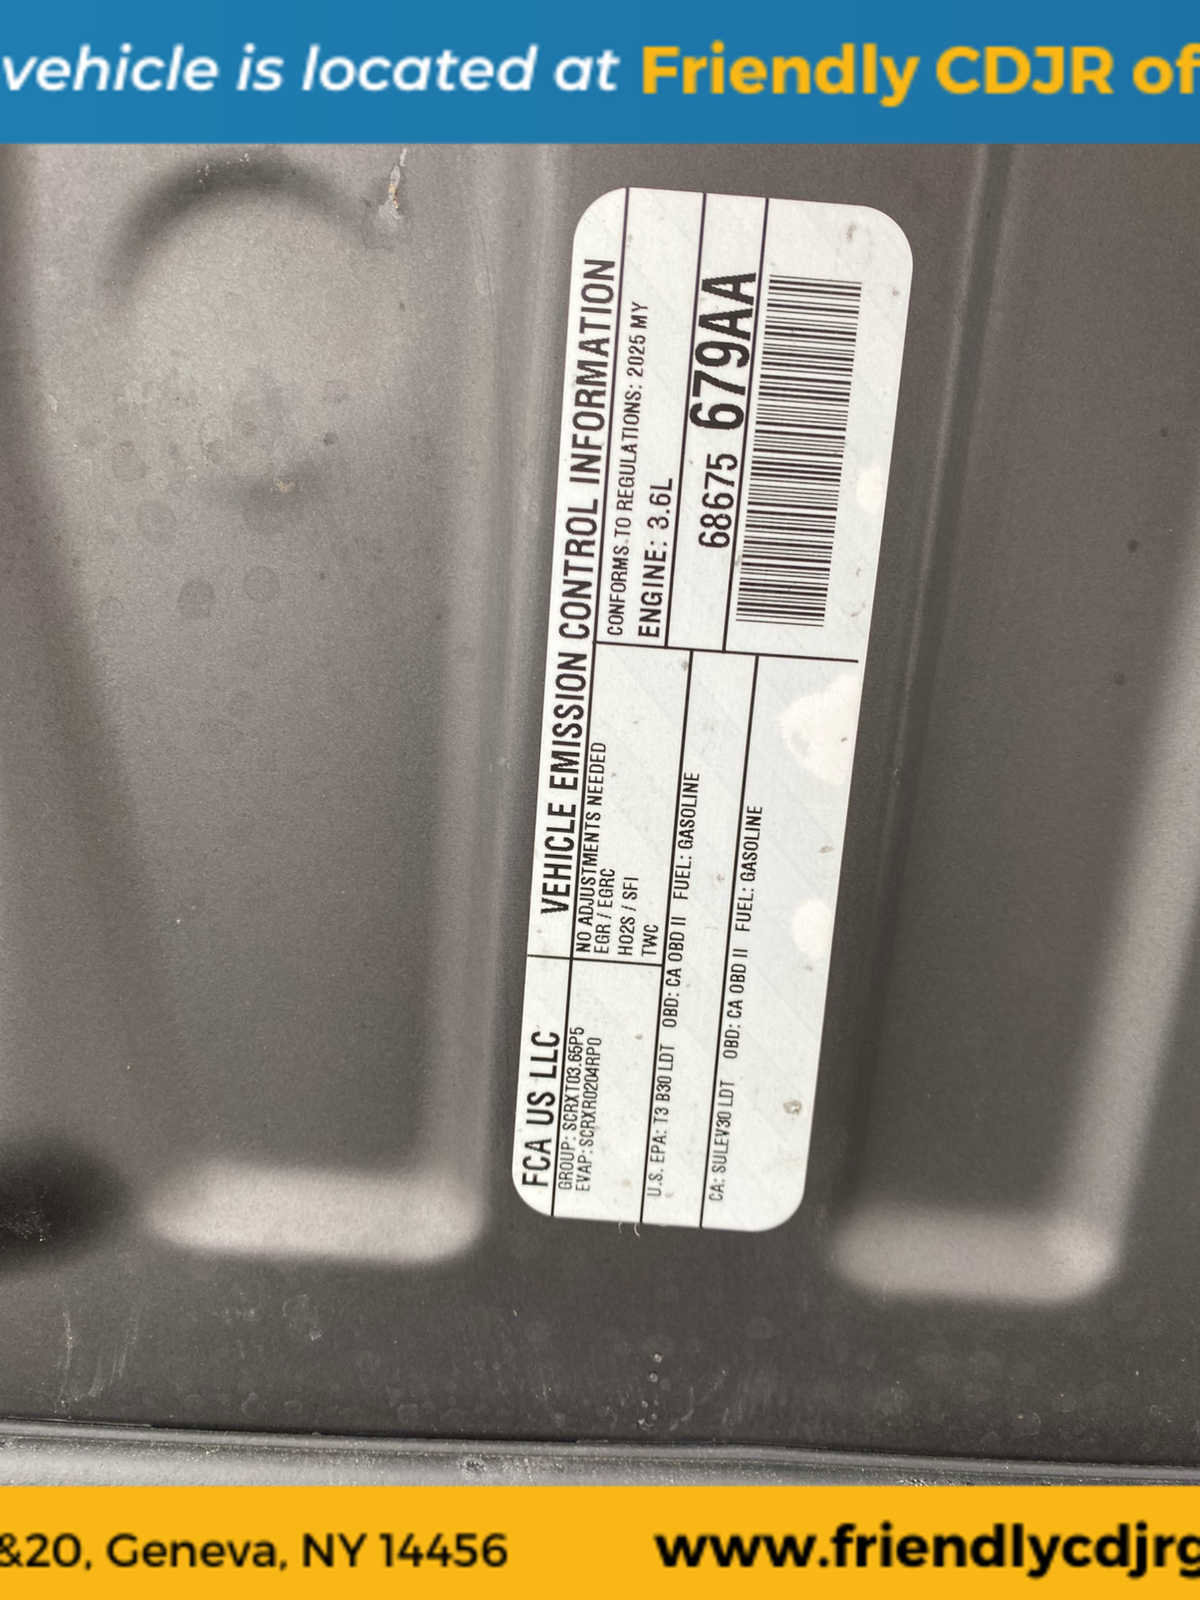 vehicle is located at Friendly CDJR of
FCA US LLC
VEHICLE EMISSION CONTROL INFORMATION
GROUP: SCRXT03.65P5
EVAP: SCRXR0204RP0
NO ADJUSTMENTS NEEDED
EGR / EGRC
HO2S / SFI
TWC
CONFORMS TO REGULATIONS: 2025 MY
ENGINE: 3.6L
U.S. EPA: T3 B30 LDT OBD: CA OBD II FUEL: GASOLINE
CA: SULEV30 LDT OBD: CA OBD II FUEL: GASOLINE
68675 679AA
&20, Geneva, NY 14456
www.friendlycdjrg